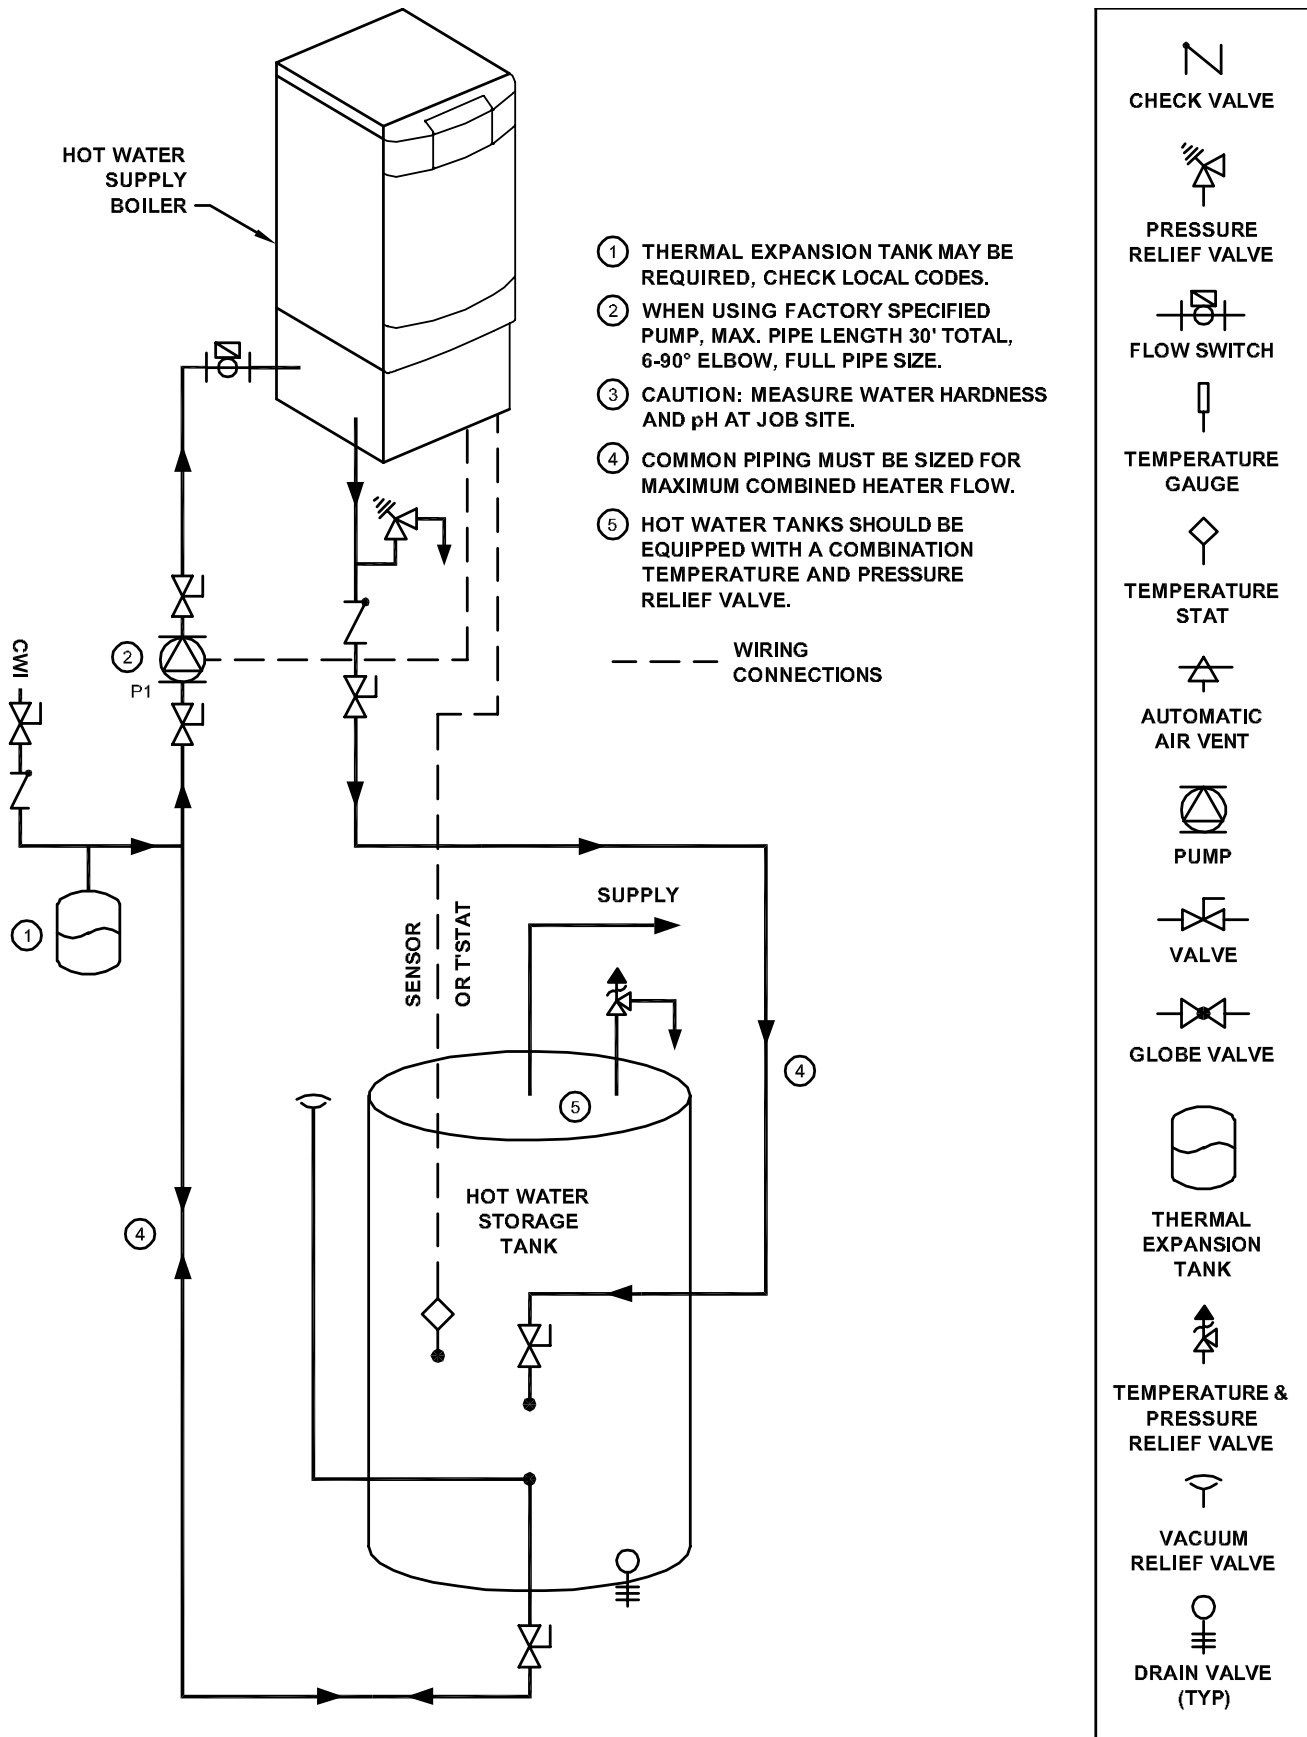 HOT WATER
SUPPLY
BOILER
1 THERMAL EXPANSION TANK MAY BE
REQUIRED, CHECK LOCAL CODES.
2 WHEN USING FACTORY SPECIFIED
PUMP, MAX. PIPE LENGTH 30' TOTAL,
6-90° ELBOW, FULL PIPE SIZE.
3 CAUTION: MEASURE WATER HARDNESS
AND pH AT JOB SITE.
4 COMMON PIPING MUST BE SIZED FOR
MAXIMUM COMBINED HEATER FLOW.
5 HOT WATER TANKS SHOULD BE
EQUIPPED WITH A COMBINATION
TEMPERATURE AND PRESSURE
RELIEF VALVE.
WIRING
CONNECTIONS
CWI
2
P1
1
SENSOR
OR T'STAT
SUPPLY
4
5
HOT WATER
STORAGE
TANK
4
CHECK VALVE
PRESSURE
RELIEF VALVE
FLOW SWITCH
TEMPERATURE
GAUGE
TEMPERATURE
STAT
AUTOMATIC
AIR VENT
PUMP
VALVE
GLOBE VALVE
THERMAL
EXPANSION
TANK
TEMPERATURE &
PRESSURE
RELIEF VALVE
VACUUM
RELIEF VALVE
DRAIN VALVE
(TYP)